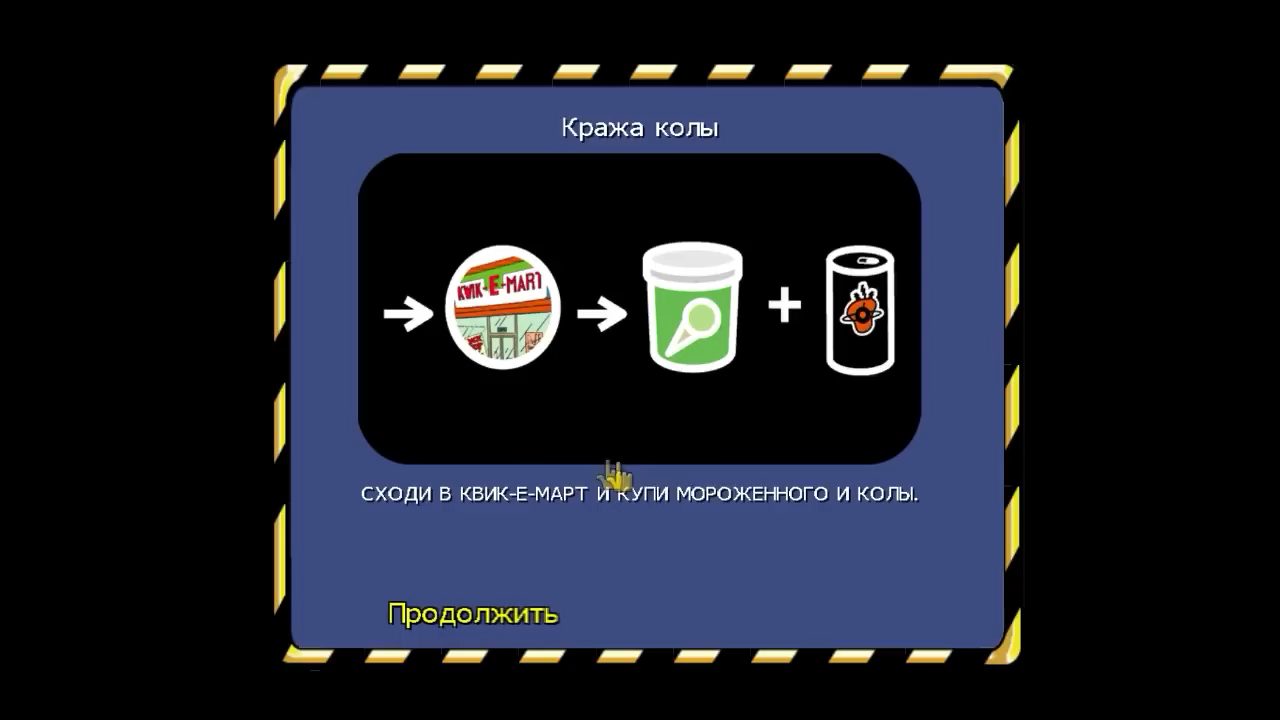 Кража колы
KWIK-E-MART
СХОДИ В КВИК-Е-МАРТ И КУПИ МОРОЖЕННОГО И КОЛЫ.
Продолжить